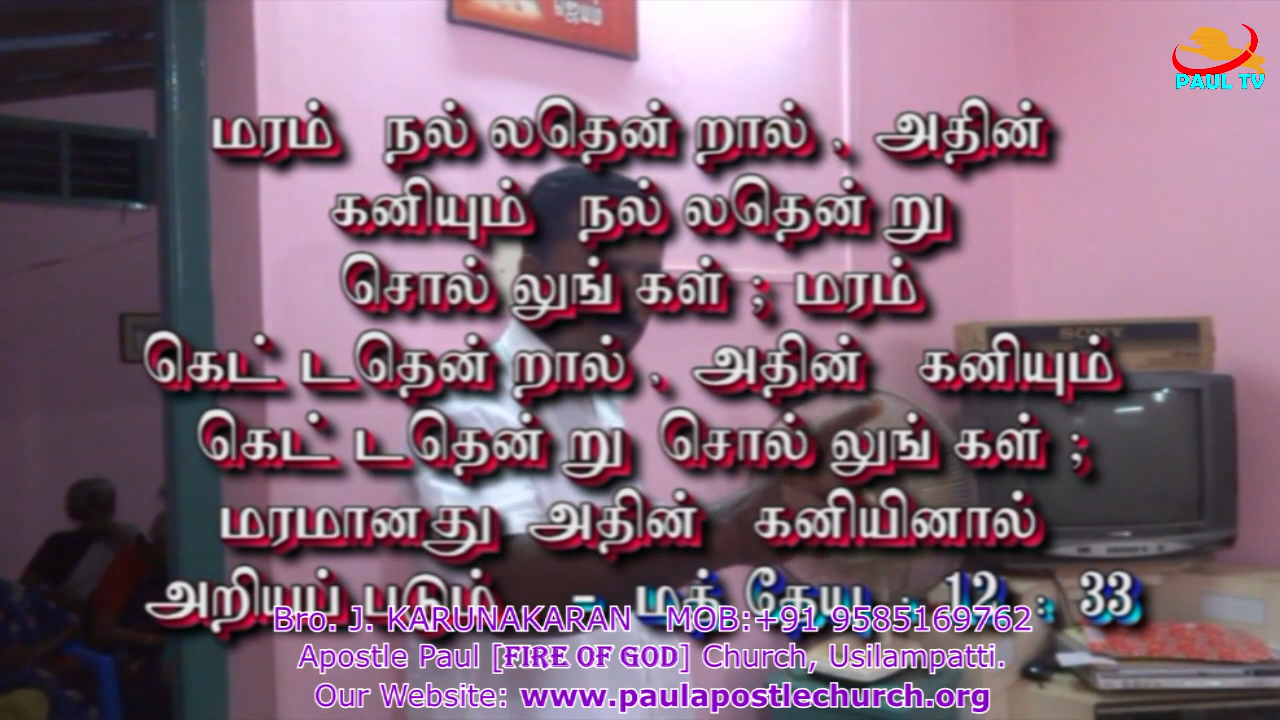 ஜெயம்
PAUL TV
மரம் நல்லதென்றால், அதின்
கனியும் நல்லதென்று
சொல்லுங்கள்; மரம்
SONY
கெட்டதென்றால், அதின் கனியும்
கெட்டதென்று சொல்லுங்கள்;
மரமானது அதின் கனியினால்
அறியப்படும் - மத்தேயு : 12 : 33
Bro. J. KARUNAKARAN MOB:+91 9585169762
Apostle Paul [FIRE OF GOD] Church, Usilampatti.
Our Website: www.paulapostlechurch.org